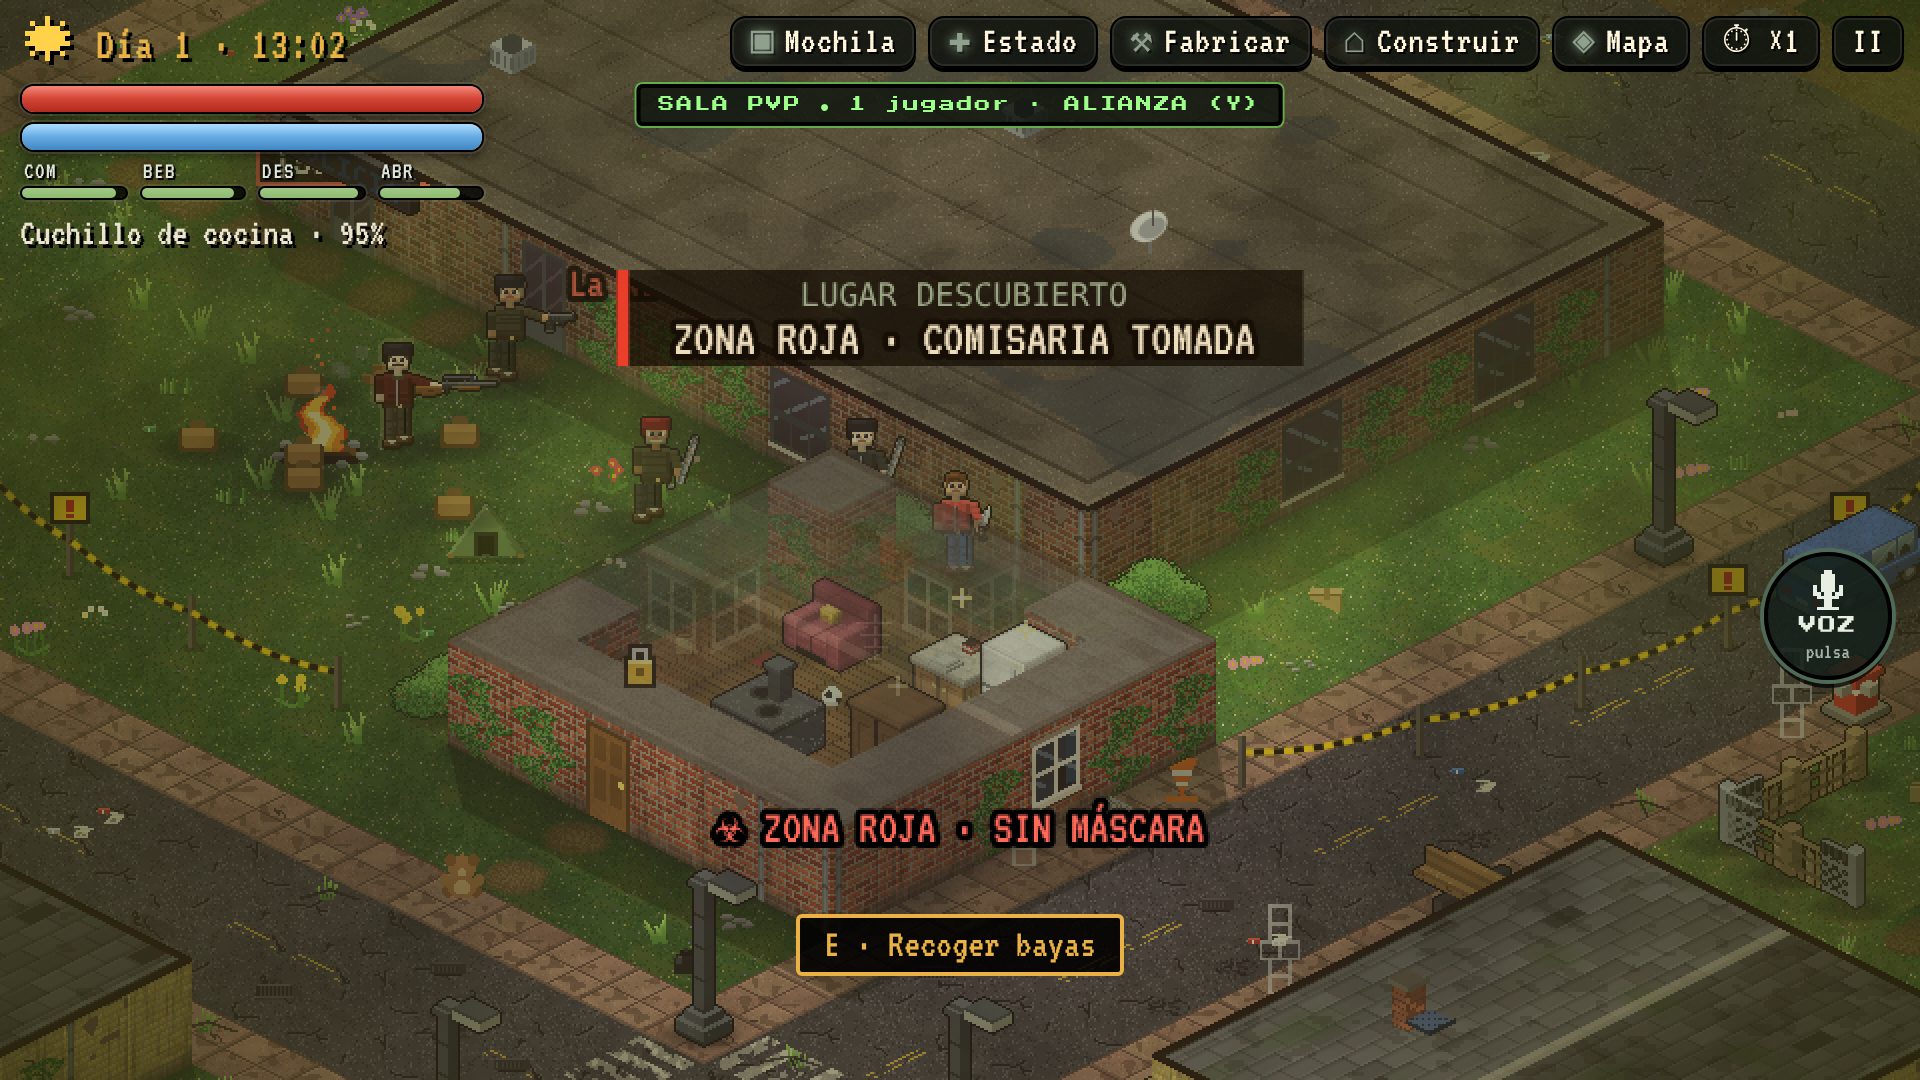 Día 1 · 13:02
Mochila
Estado
Fabricar
Construir
Mapa
X1
II
SALA PVP . 1 jugador · ALIANZA (Y)
COM
BEB
DES
ABR
Cuchillo de cocina · 95%
La
LUGAR DESCUBIERTO
ZONA ROJA · COMISARIA TOMADA
VOZ
pulsa
ZONA ROJA · SIN MÁSCARA
E · Recoger bayas